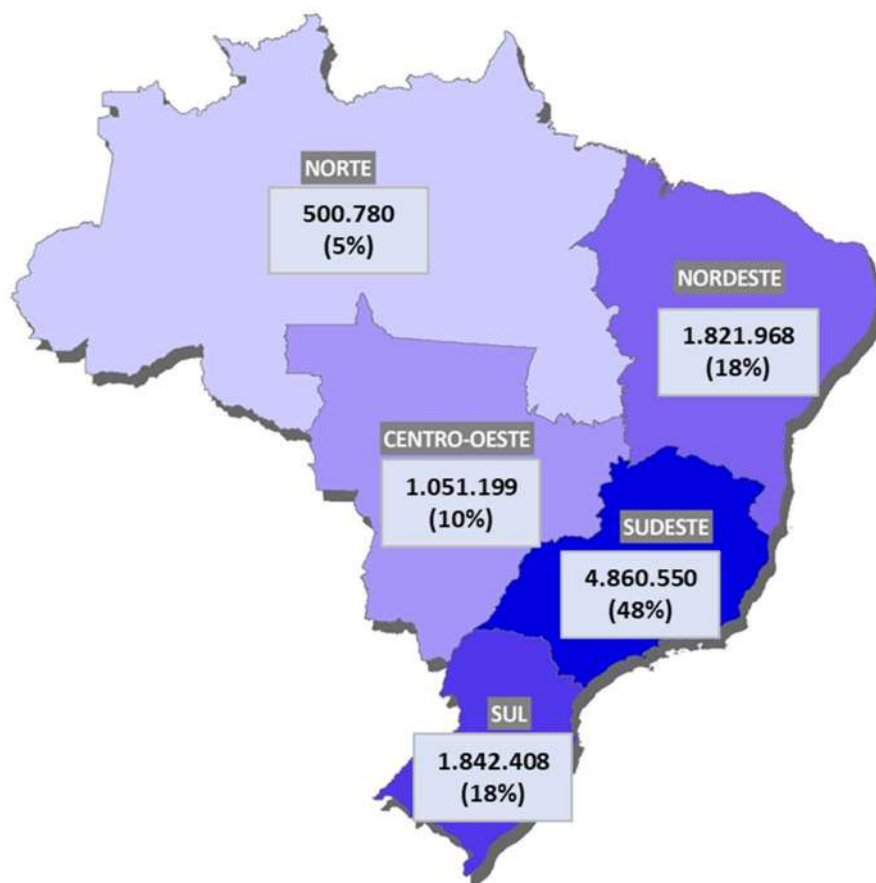 NORTE
500.780
(5%)
NORDESTE
1.821.968
(18%)
CENTRO-OESTE
1.051.199
(10%)
SUDESTE
4.860.550
(48%)
SUL
1.842.408
(18%)